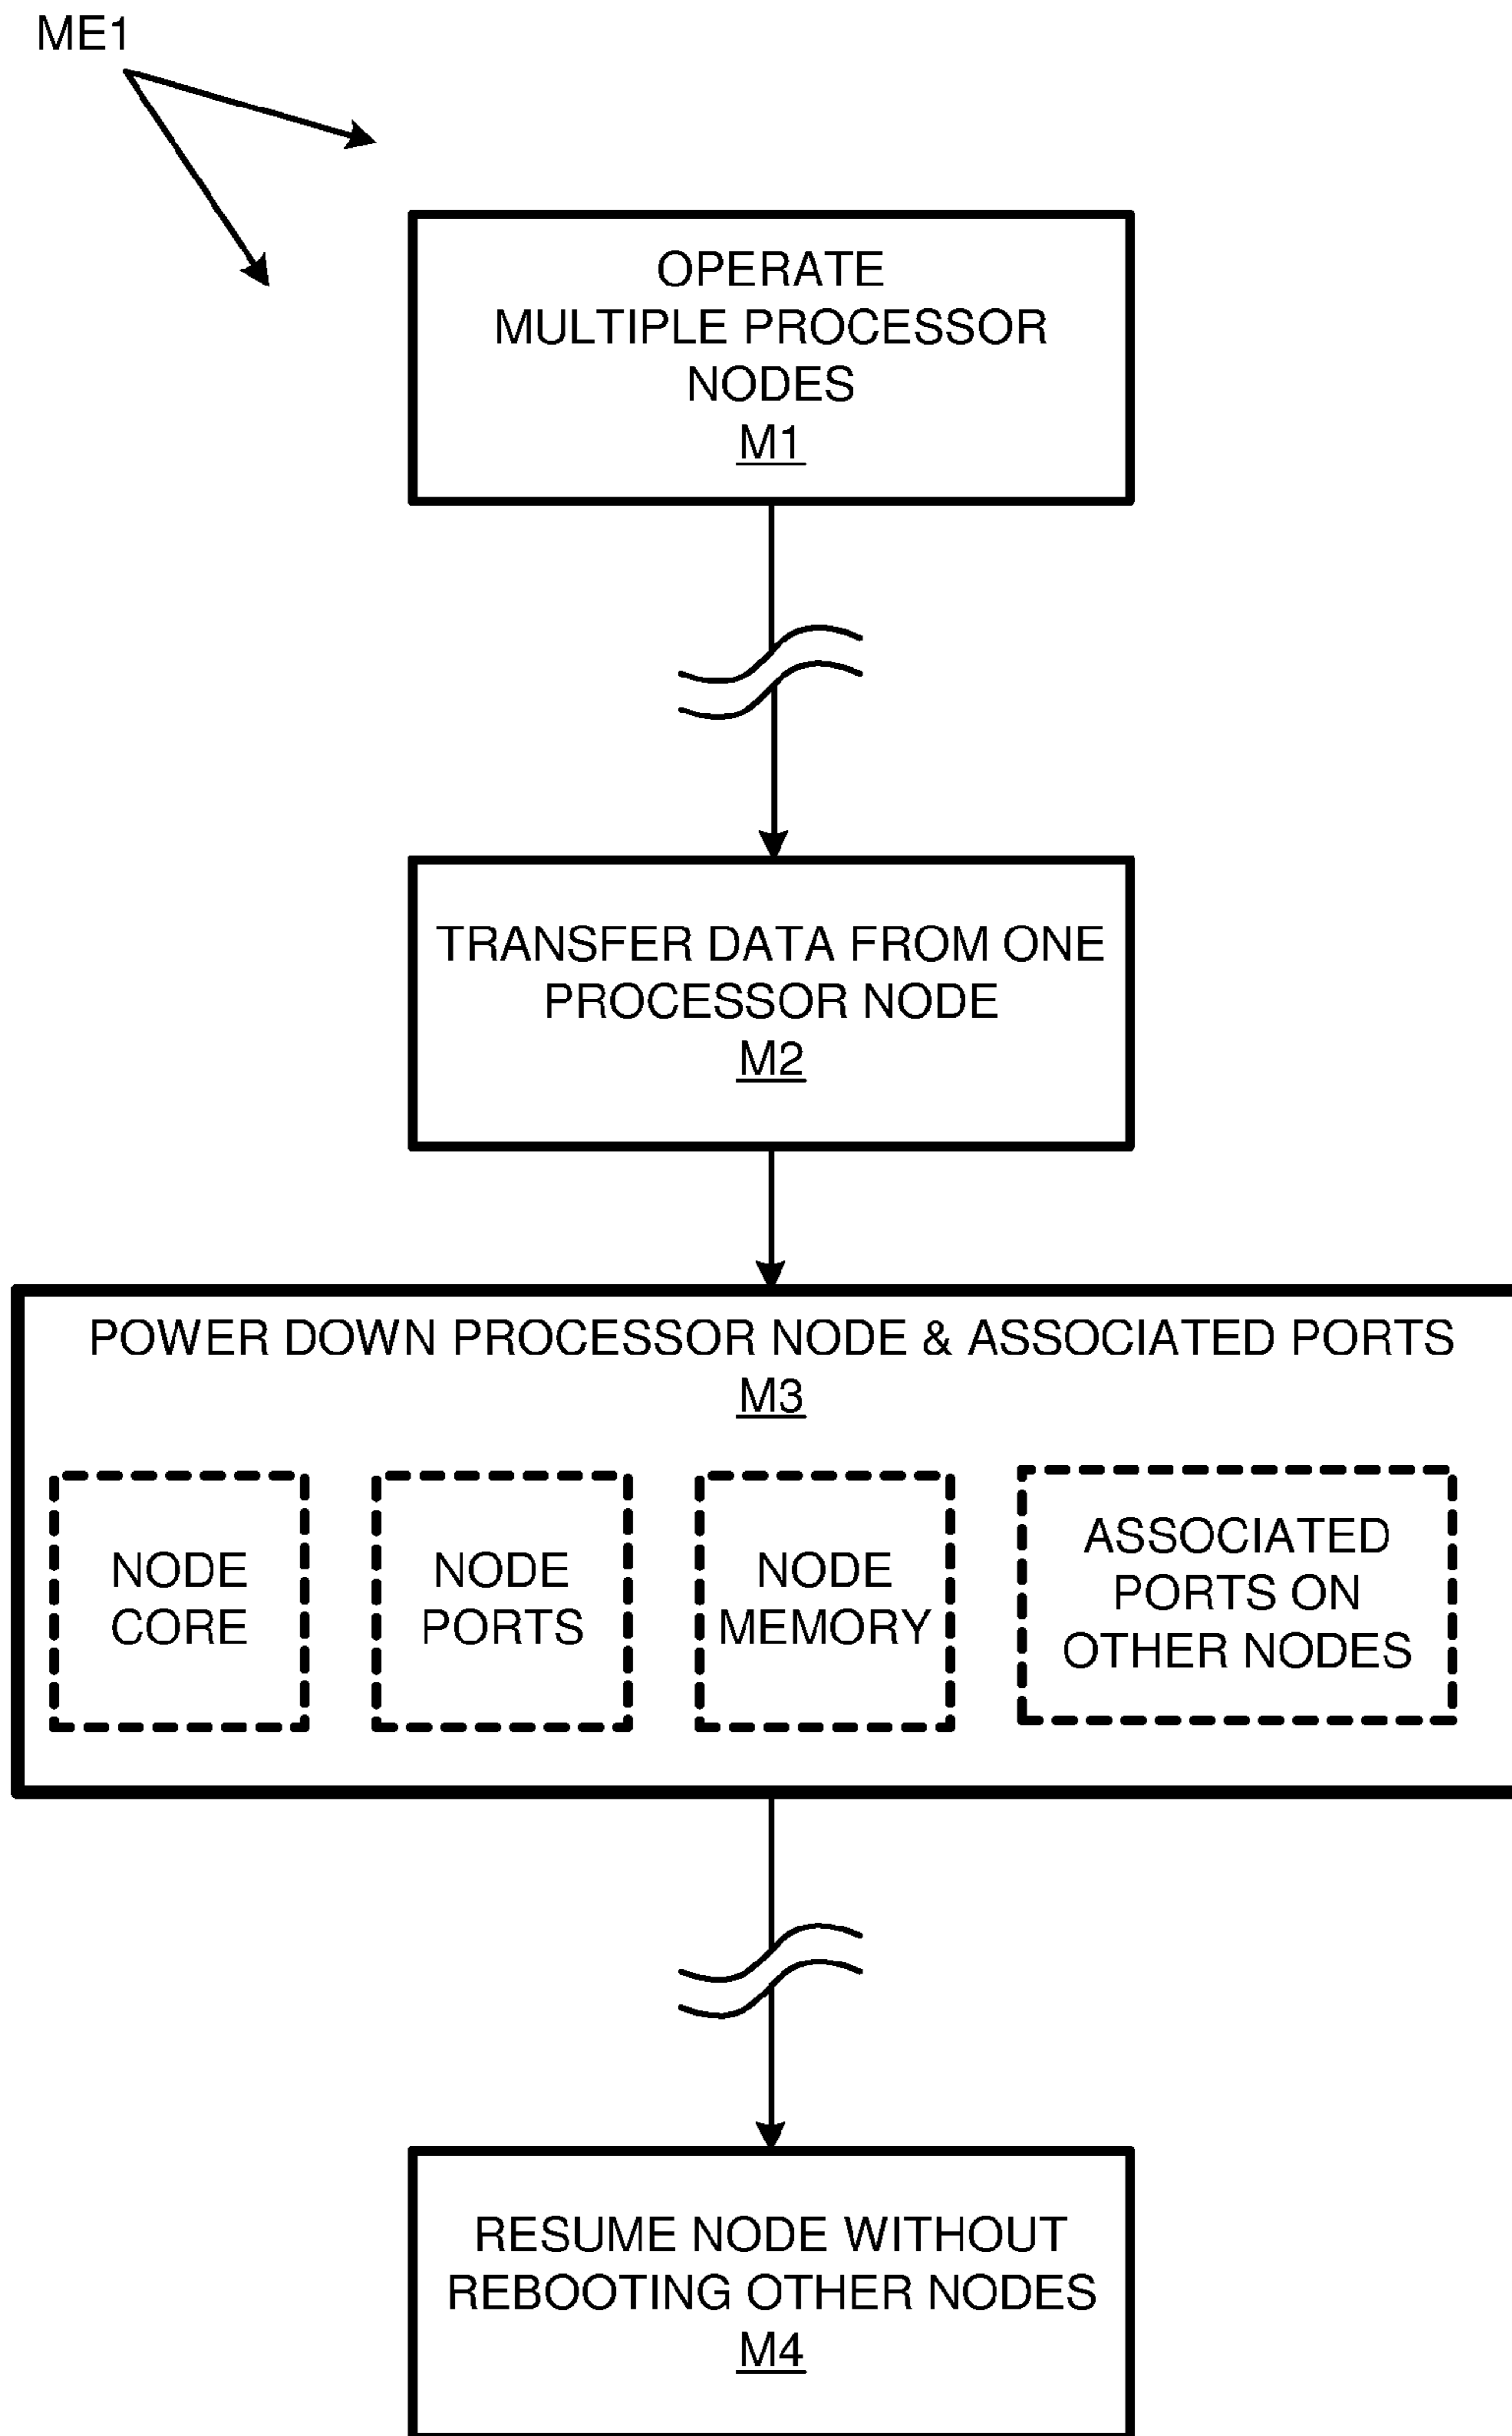 ME1
OPERATE
MULTIPLE PROCESSOR
NODES
M1
TRANSFER DATA FROM ONE
PROCESSOR NODE
M2
POWER DOWN PROCESSOR NODE & ASSOCIATED PORTS
M3
NODE
CORE
NODE
PORTS
NODE
MEMORY
ASSOCIATED
PORTS ON
OTHER NODES
RESUME NODE WITHOUT
REBOOTING OTHER NODES
M4